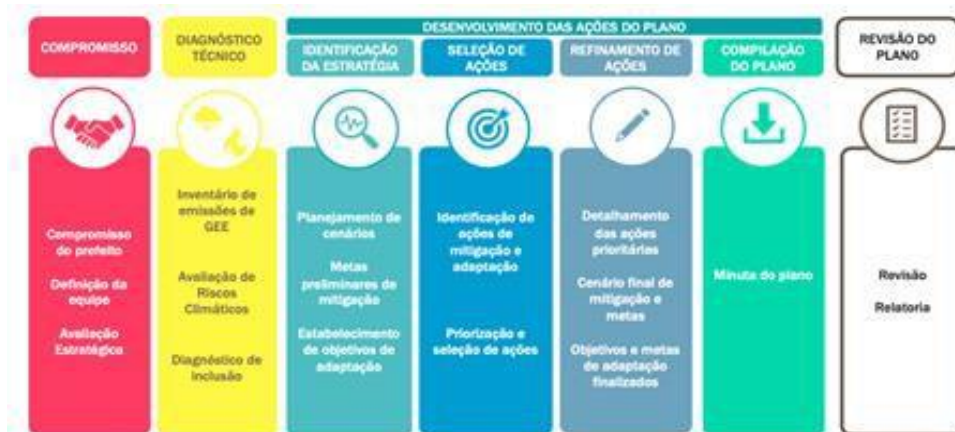 COMPROMISSO
DIAGNÓSTICO
TÉCNICO
DESENVOLVIMENTO DAS AÇÕES DO PLANO
IDENTIFICAÇÃO
DA ESTRATÉGIA
SELEÇÃO DE
AÇÕES
REFINAMENTO DE
AÇÕES
COMPILAÇÃO
DO PLANO
REVISÃO DO
PLANO
Compromisso
do prefeito
Definição da
equipe
Avaliação
Estratégica
Inventário de
emissões de
GEE
Avaliação de
Riscos
Climáticos
Diagnóstico de
inclusão
Planejamento de
cenários
Metas
preliminares de
mitigação
Estabelecimento
de objetivos de
adaptação
Identificação de
ações de
mitigação e
adaptação
Priorização e
seleção de ações
Detalhamento
das ações
prioritárias
Cenário final de
mitigação e
metas
Objetivos e metas
de adaptação
finalizados
Minuta do plano
Revisão
Relatoria